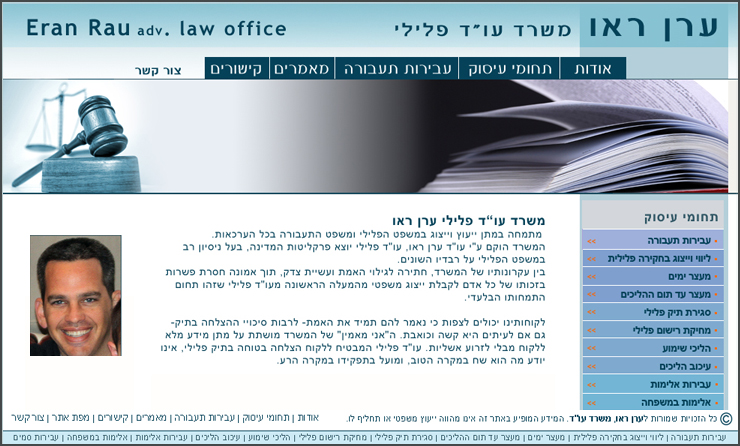 ערן ראו
משרד עו״ד פלילי
Eran Rau adv. law office
אודות
תחומי עיסוק
עבירות תעבורה
מאמרים
קישורים
צור קשר
תחומי עיסוק
עבירות תעבורה >>
ליווי וייצוג בחקירה פלילית >>
מעצר ימים >>
מעצר עד תום ההליכים >>
סגירת תיק פלילי >>
מחיקת רישום פלילי >>
הליכי שימוע >>
עיכוב הליכים >>
עבירות אלימות >>
אלימות במשפחה >>
משרד עו״ד פלילי ערן ראו
מתמחה במתן ייעוץ וייצוג במשפט הפלילי ומשפט התעבורה בכל הערכאות.
המשרד הוקם ע"י עו"ד ערן ראו, עו"ד פלילי יוצא פרקליטות המדינה, בעל ניסיון רב
במשפט הפלילי על רבדיו השונים.
בין עקרונותיו של המשרד, חתירה לגילוי האמת ועשיית צדק, תוך אמונה חסרת פשרות
בזכותו של כל אדם לקבלת ייצוג משפטי מהמעלה הראשונה מעו"ד פלילי שזהו תחום
התמחותו הבלעדי.
לקוחותינו יכולים לצפות כי נאמר להם תמיד את האמת- לרבות סיכויי ההצלחה בתיק-
גם אם לעיתים היא קשה וכואבת. ה"אני מאמין" של המשרד מושתת על מתן מידע מלא
ללקוח מבלי לזרוע אשליות. עו"ד פלילי המבטיח ללקוח הצלחה בטוחה בתיק פלילי, אינו
יודע מה הוא שח במקרה הטוב, ומועל בתפקידו במקרה הרע.
© כל הזכויות שמורות לערן ראו, משרד עו״ד. המידע המופיע באתר זה אינו מהווה ייעוץ משפטי או תחליף לו.
אודות | תחומי עיסוק | עבירות תעבורה | מאמרים | קישורים | מפת אתר | צור קשר
עבירות תעבורה | ליווי וייצוג בחקירה פלילית | מעצר ימים | מעצר עד תום ההליכים | סגירת תיק פלילי | מחיקת רישום פלילי | הליכי שימוע | עיכוב הליכים | עבירות אלימות | אלימות במשפחה | עבירות סמים